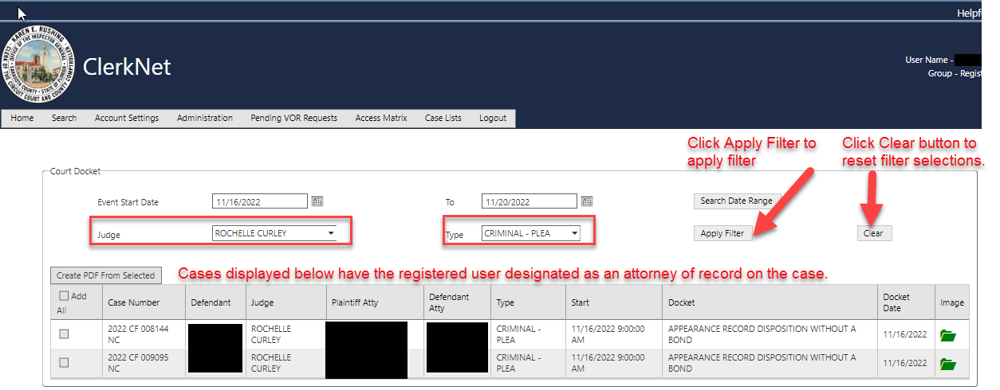 Helpf
KAREN E. RUSHING
OFFICE OF THE INSPECTOR GENERAL
CLERK OF THE CIRCUIT COURT AND COUNTY COMPTROLLER
SARASOTA COUNTY · STATE OF FLORIDA
ClerkNet
User Name -
Group - Regist
Home Search Account Settings Administration Pending VOR Requests Access Matrix Case Lists Logout
Click Apply Filter to
apply filter
Click Clear button to
reset filter selections.
Court Docket
Event Start Date 11/16/2022 To 11/20/2022 Search Date Range
Judge ROCHELLE CURLEY Type CRIMINAL - PLEA Apply Filter Clear
Create PDF From Selected Cases displayed below have the registered user designated as an attorney of record on the case.
Add
All
Case Number Defendant Judge Plaintiff Atty
Defendant
Atty
Type Start Docket
Docket
Date
Image
2022 CF 008144
NC
ROCHELLE
CURLEY
CRIMINAL -
PLEA
11/16/2022 9:00:00
AM
APPEARANCE RECORD DISPOSITION WITHOUT A
BOND
11/16/2022
2022 CF 009095
NC
ROCHELLE
CURLEY
CRIMINAL -
PLEA
11/16/2022 9:00:00
AM
APPEARANCE RECORD DISPOSITION WITHOUT A
BOND
11/16/2022